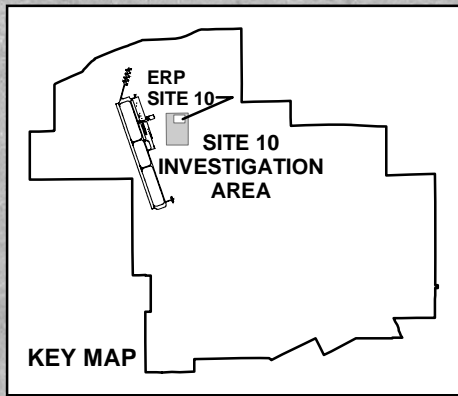 ERP
SITE 10
SITE 10
INVESTIGATION
AREA
KEY MAP